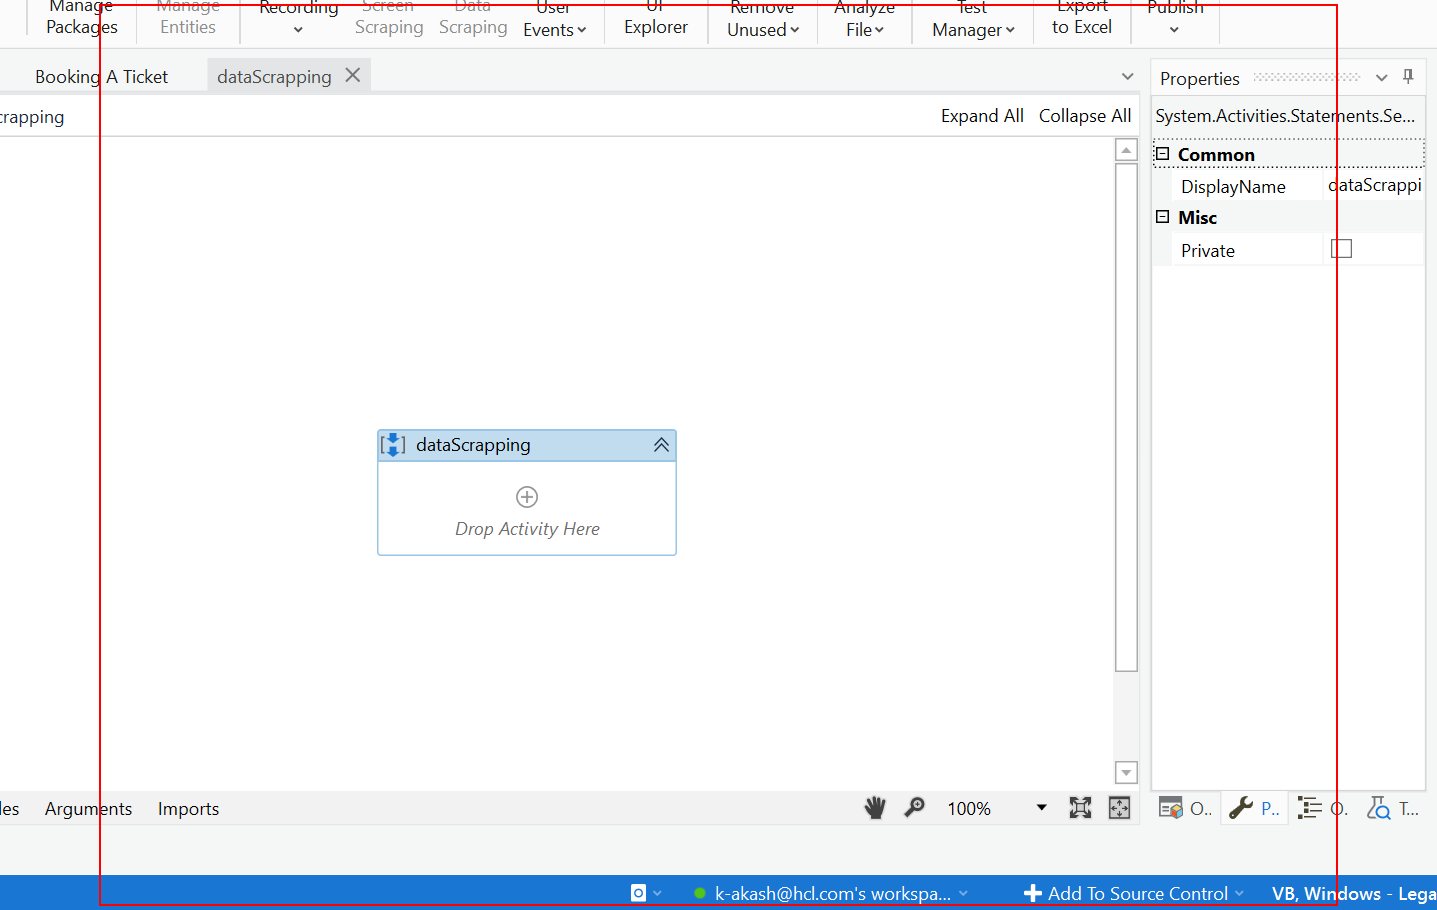 Manage Packages
Manage Entities
Recording
Screen Scraping
Data Scraping
User Events
UI Explorer
Remove Unused
Analyze File
Test Manager
Export to Excel
Publish
Booking A Ticket
dataScrapping
Properties
crapping
Expand All
Collapse All
System.Activities.Statements.Se...
Common
DisplayName
dataScrappi
Misc
Private
dataScrapping
Drop Activity Here
les
Arguments
Imports
100%
O..
P..
O.
T...
k-akash@hcl.com's workspa...
Add To Source Control
VB, Windows - Lega